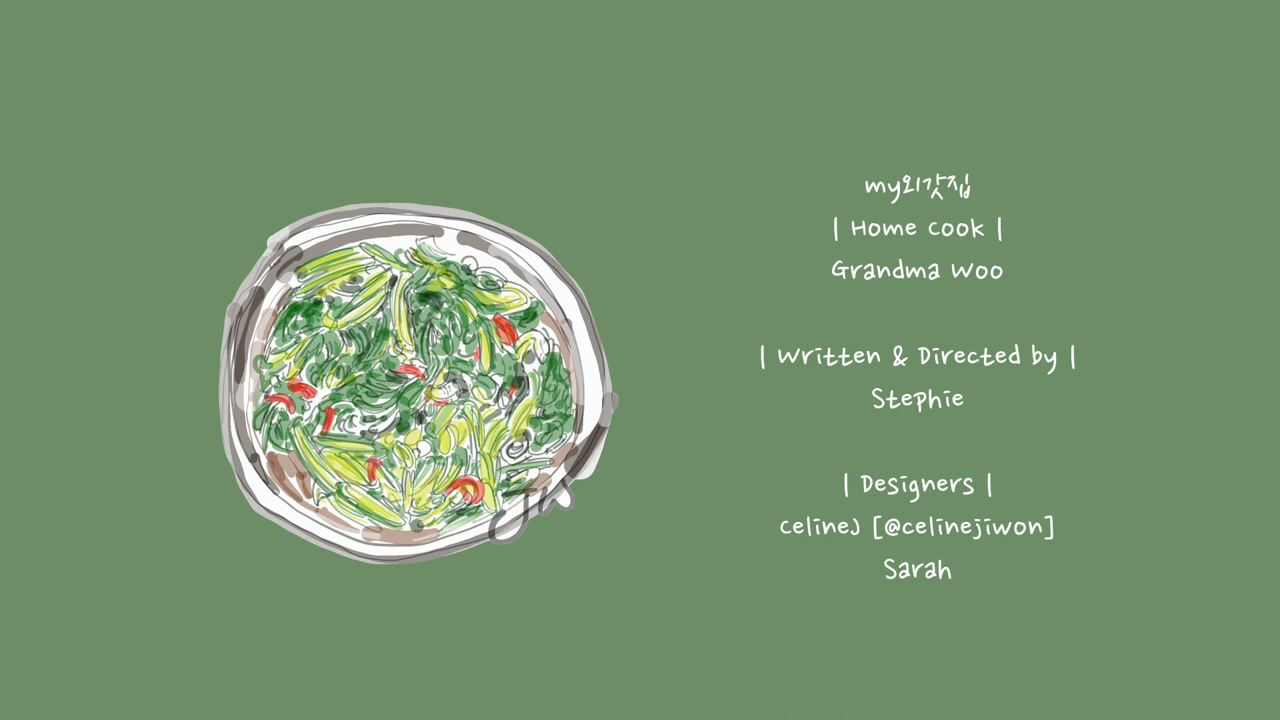 my외갓집
| Home Cook |
Grandma Woo
| Written & Directed by |
Stephie
| Designers |
CelineJ [@celinejiwon]
Sarah